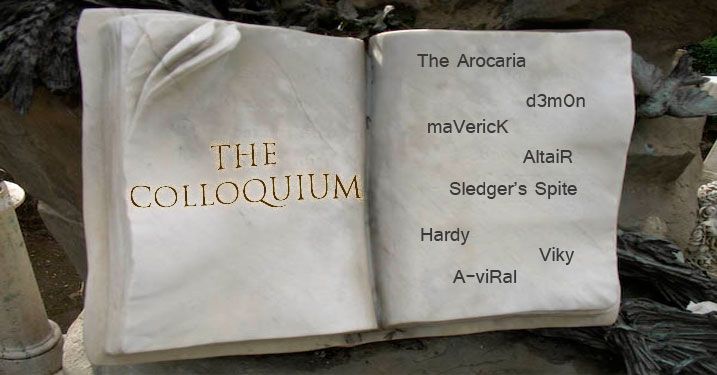 THE
COLLOQUIUM
The Arocaria
d3m0n
maVericK
AltaiR
Sledger's Spite
Hardy
Viky
A-viRal